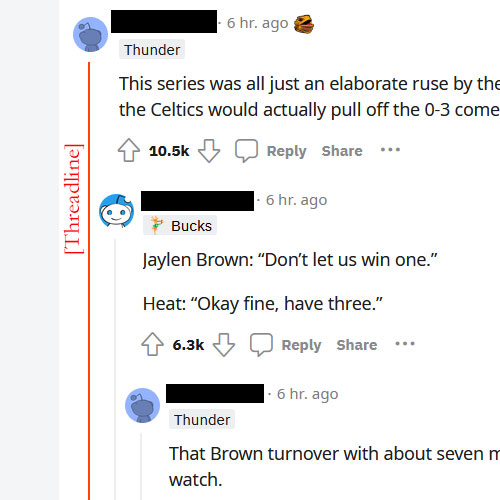 · 6 hr. ago
Thunder
This series was all just an elaborate ruse by the
the Celtics would actually pull off the 0-3 come
10.5k Reply Share ···
[Threadline]
· 6 hr. ago
Bucks
Jaylen Brown: “Don’t let us win one.”
Heat: “Okay fine, have three.”
6.3k Reply Share ···
· 6 hr. ago
Thunder
That Brown turnover with about seven m
watch.